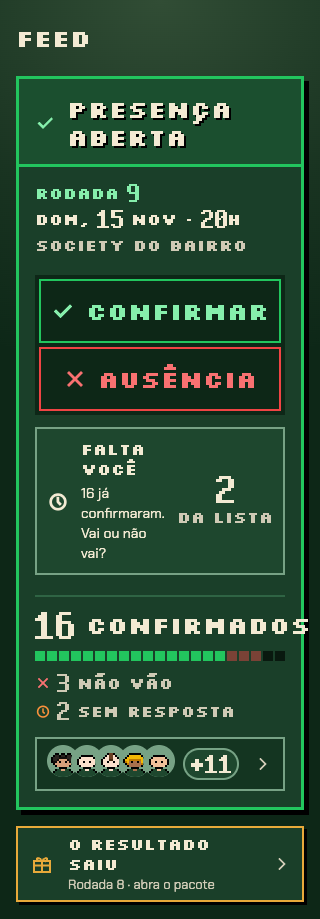 FEED
PRESENÇA
ABERTA
RODADA 9
DOM, 15 NOV · 20H
SOCIETY DO BAIRRO
CONFIRMAR
AUSÊNCIA
FALTA
VOCÊ
16 já
confirmaram.
Vai ou não
vai?
2
DA LISTA
16 CONFIRMADOS
3 NÃO VÃO
2 SEM RESPOSTA
+11
O RESULTADO
SAIU
Rodada 8 · abra o pacote